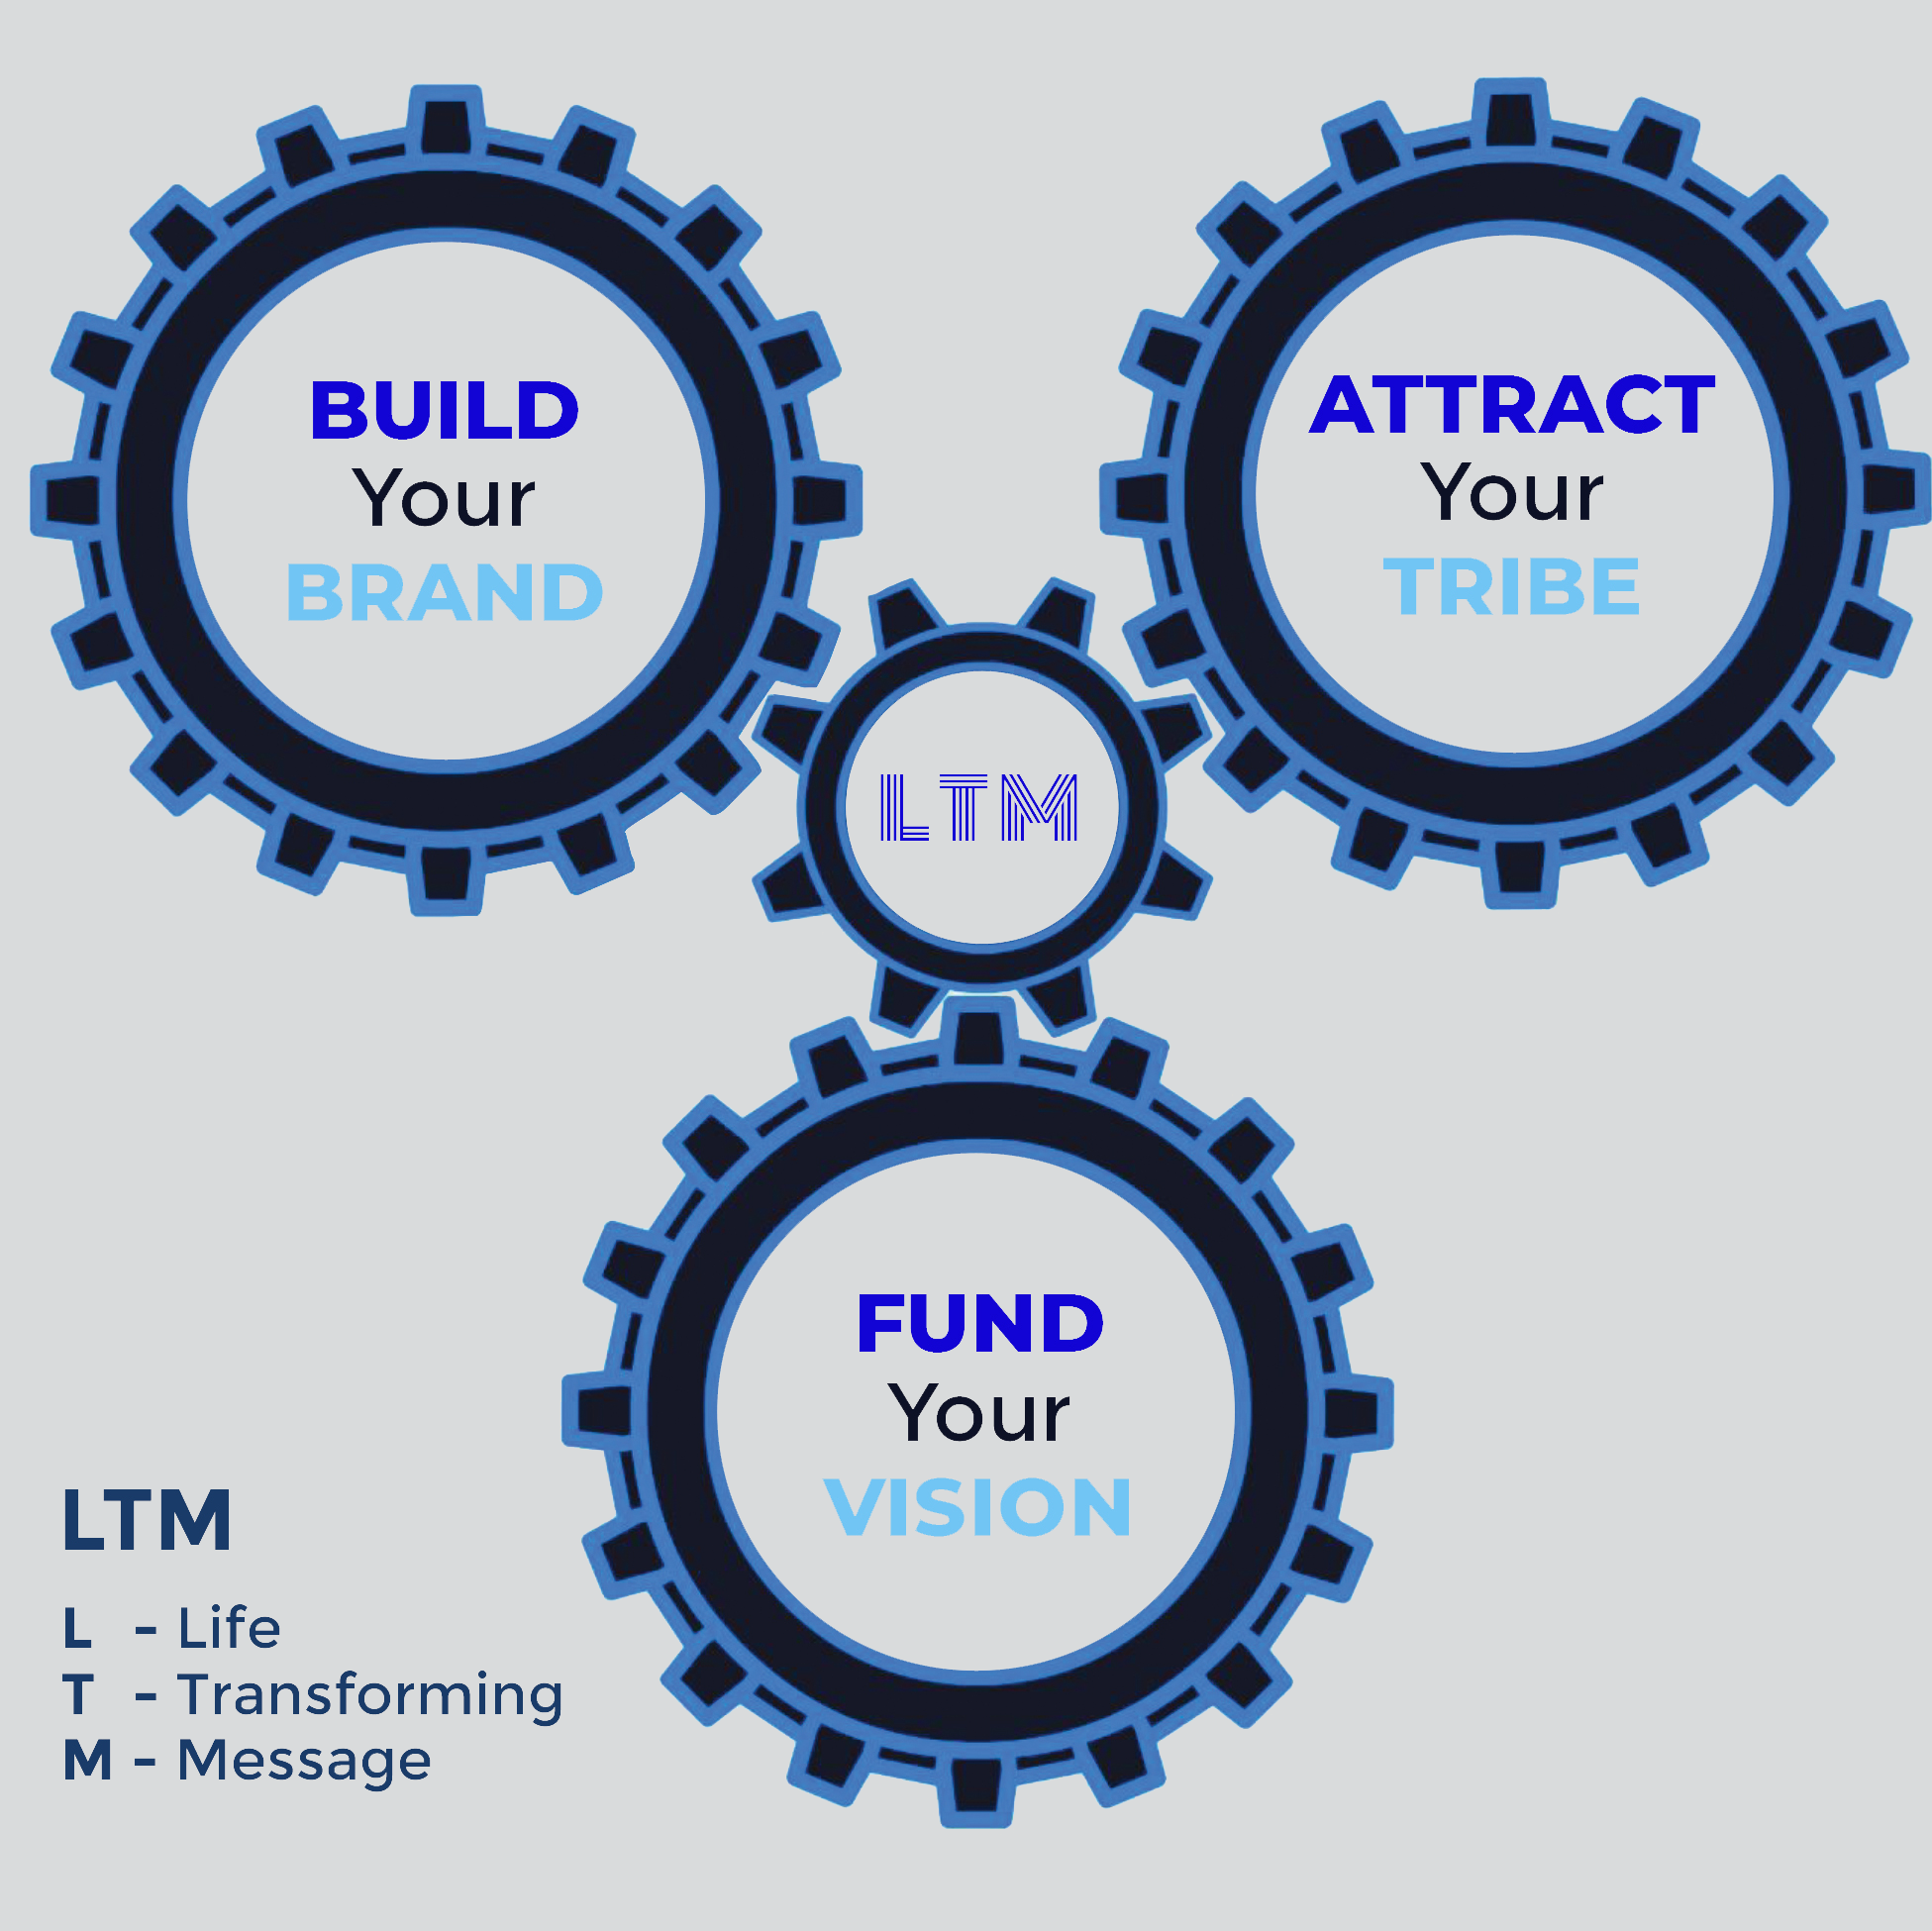 BUILD
Your
BRAND
ATTRACT
Your
TRIBE
LTM
FUND
Your
VISION
LTM
L - Life
T - Transforming
M - Message